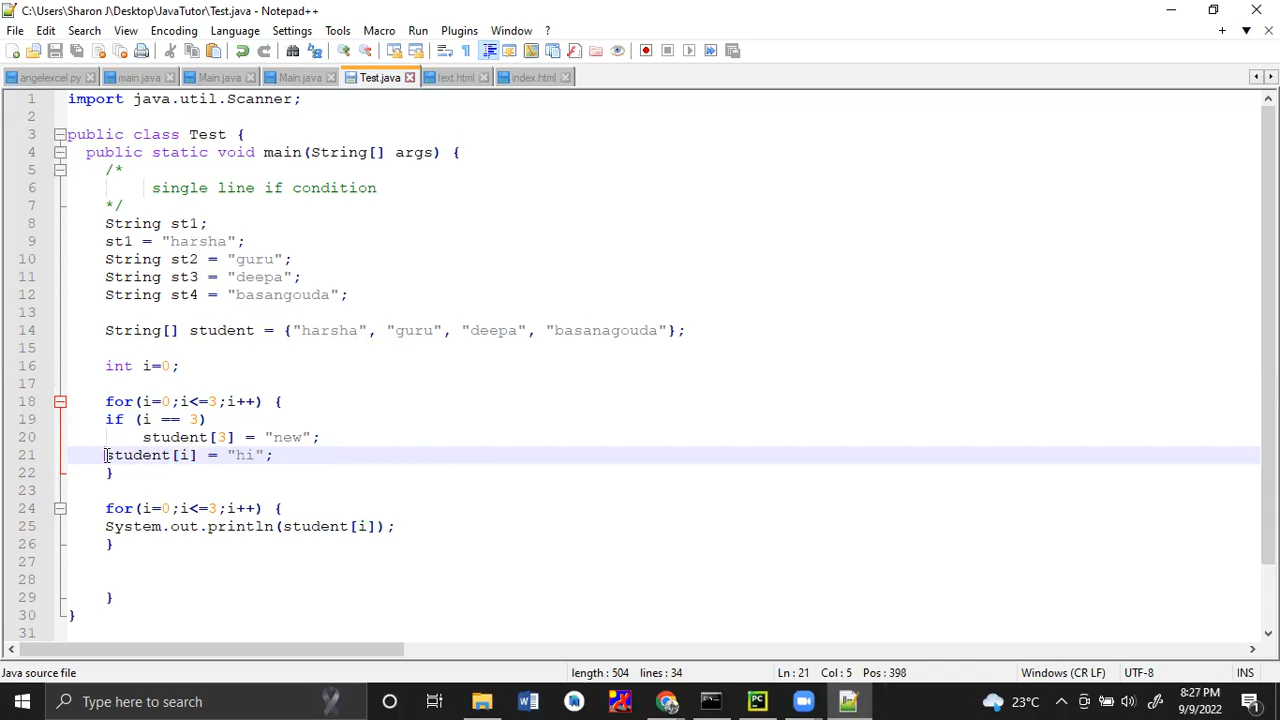 C:\Users\Sharon J\Desktop\JavaTutor\Test.java - Notepad++
File Edit Search View Encoding Language Settings Tools Macro Run Plugins Window ?
angelexcel.py main.java Main.java Main.java Test.java text.html index.html
1 import java.util.Scanner;
2
3 public class Test {
4 public static void main(String[] args) {
5 /*
6 single line if condition
7 */
8 String st1;
9 st1 = "harsha";
10 String st2 = "guru";
11 String st3 = "deepa";
12 String st4 = "basangouda";
13
14 String[] student = {"harsha", "guru", "deepa", "basanagouda"};
15
16 int i=0;
17
18 for(i=0;i<=3;i++) {
19 if (i == 3)
20 student[3] = "new";
21 student[i] = "hi";
22 }
23
24 for(i=0;i<=3;i++) {
25 System.out.println(student[i]);
26 }
27
28
29 }
30 }
31
Java source file length : 504 lines : 34 Ln : 21 Col : 5 Pos : 398 Windows (CR LF) UTF-8 INS
Type here to search 23°C 8:27 PM
9/9/2022